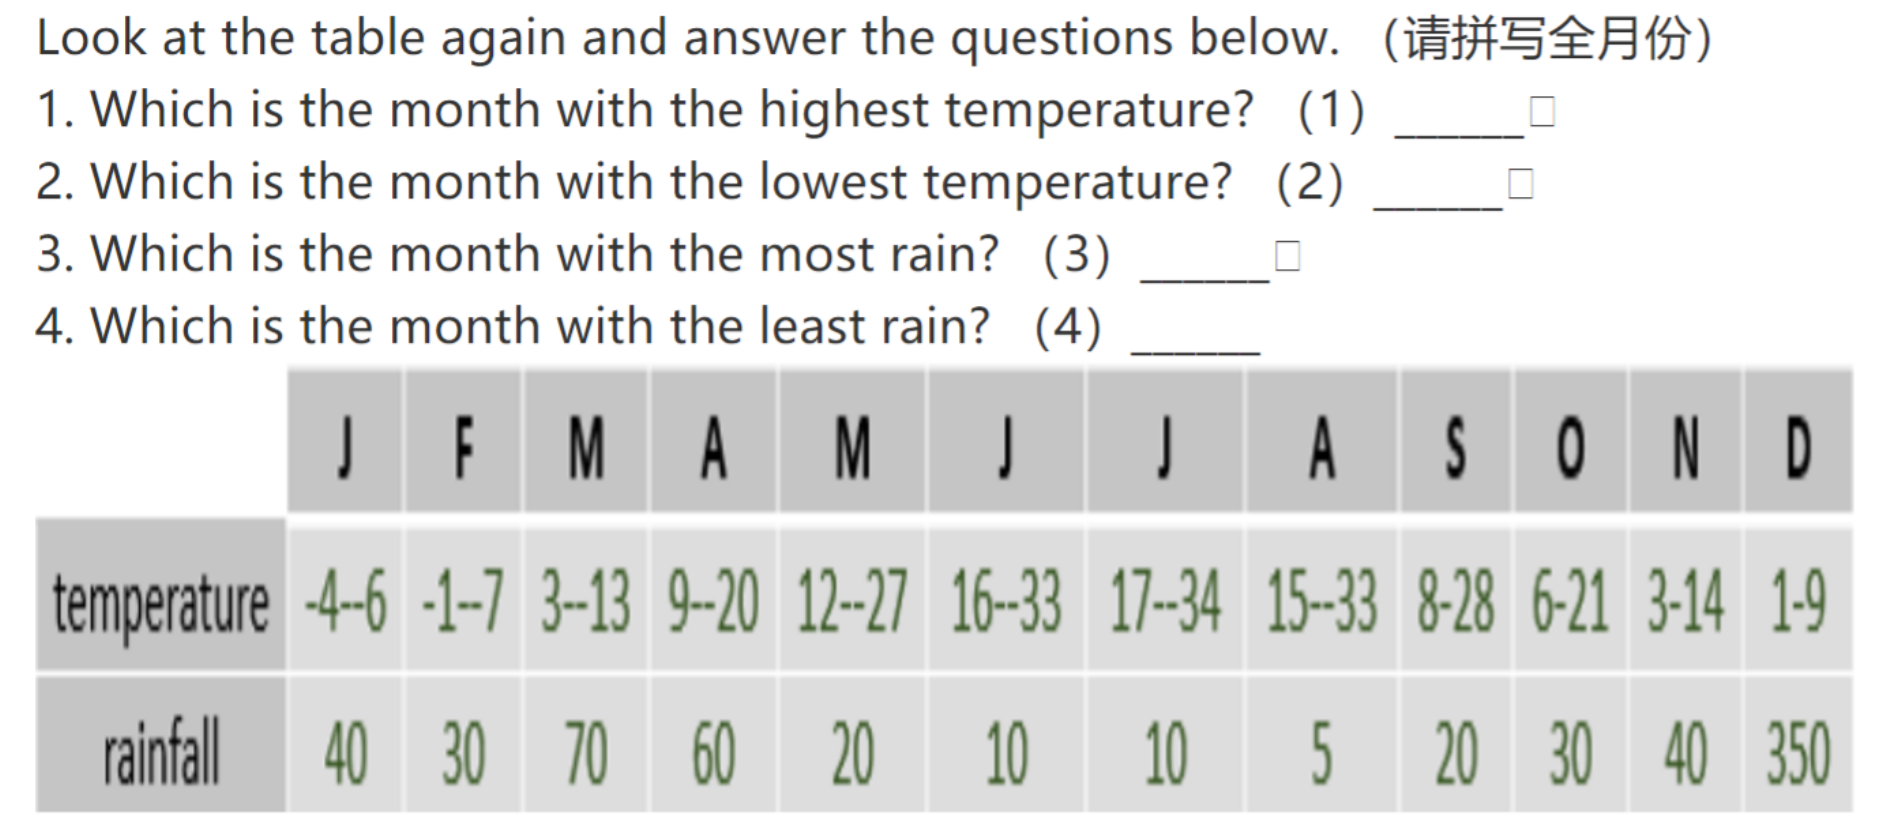 Look at the table again and answer the questions below. （请拼写全月份）
1. Which is the month with the highest temperature? （1） ______□
2. Which is the month with the lowest temperature? （2） ______□
3. Which is the month with the most rain? （3） ______□
4. Which is the month with the least rain? （4） ______
J F M A M J J A S O N D
temperature -4--6 -1--7 3--13 9--20 12--27 16--33 17--34 15--33 8-28 6-21 3-14 1-9
rainfall 40 30 70 60 20 10 10 5 20 30 40 350